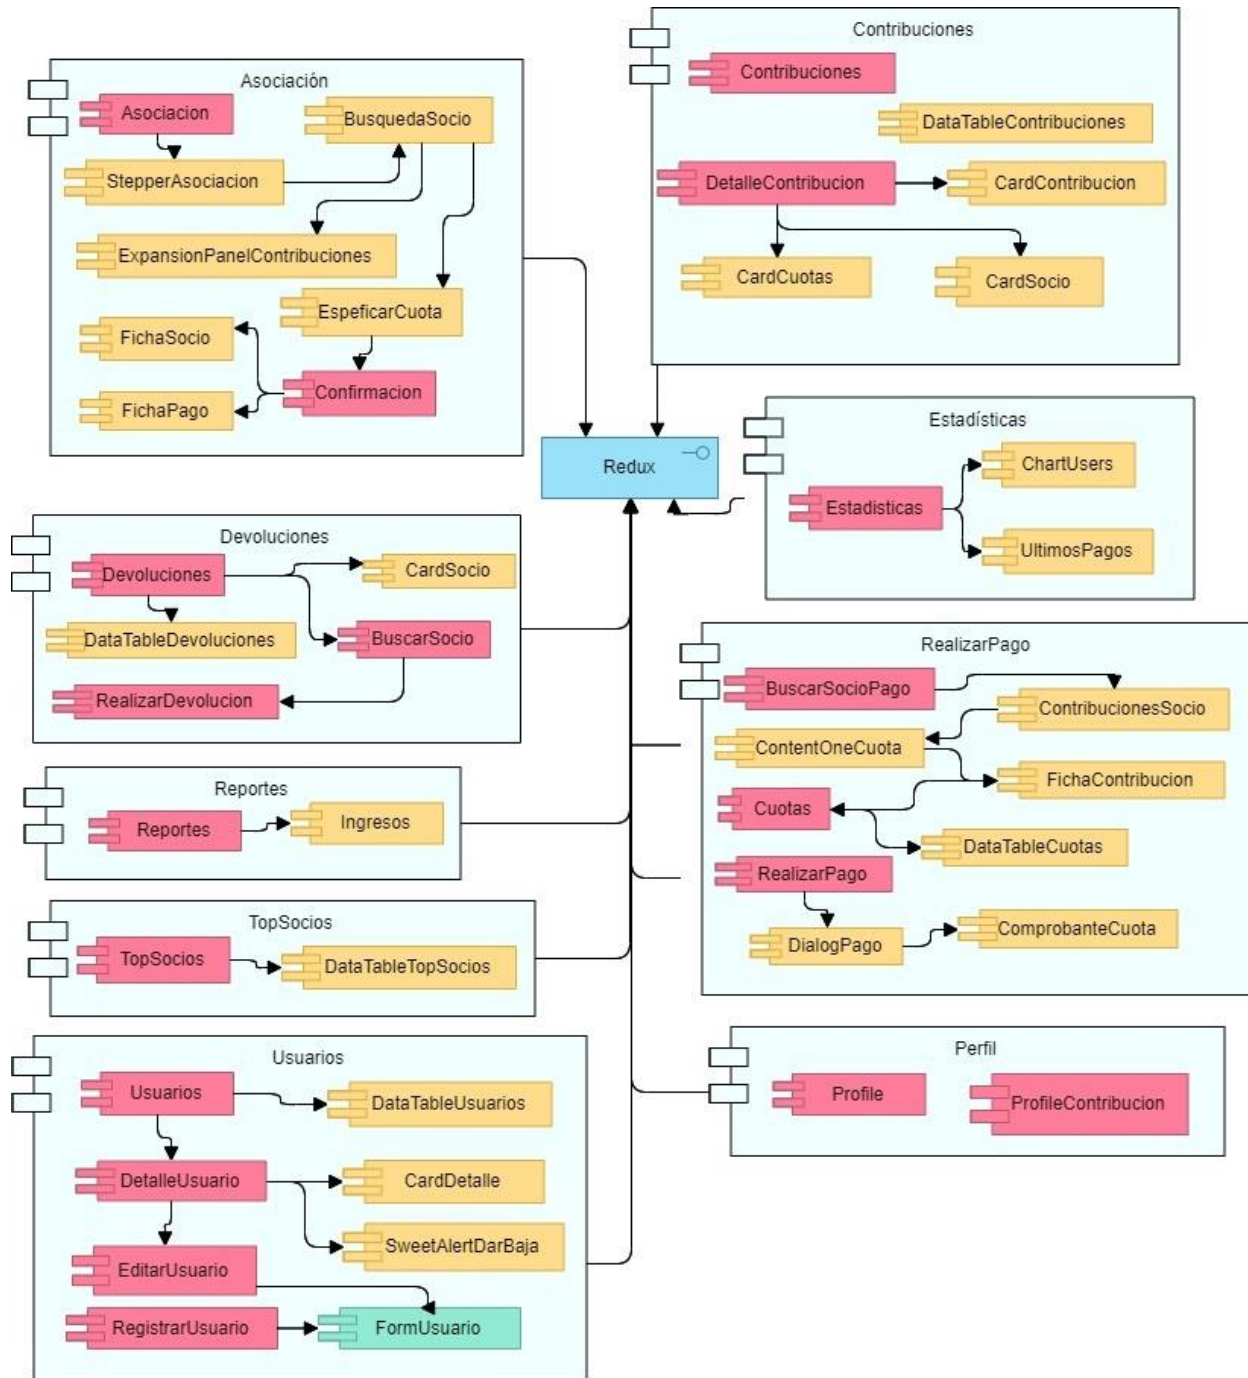 Asociación
Asociacion
BusquedaSocio
StepperAsociacion
ExpansionPanelContribuciones
EspeficarCuota
FichaSocio
Confirmacion
FichaPago
Contribuciones
Contribuciones
DataTableContribuciones
DetalleContribucion
CardContribucion
CardCuotas
CardSocio
Redux
Estadísticas
ChartUsers
Estadisticas
UltimosPagos
Devoluciones
Devoluciones
CardSocio
DataTableDevoluciones
BuscarSocio
RealizarDevolucion
RealizarPago
BuscarSocioPago
ContribucionesSocio
ContentOneCuota
FichaContribucion
Cuotas
DataTableCuotas
RealizarPago
DialogPago
ComprobanteCuota
Reportes
Reportes
Ingresos
TopSocios
TopSocios
DataTableTopSocios
Usuarios
Usuarios
DataTableUsuarios
DetalleUsuario
CardDetalle
SweetAlertDarBaja
EditarUsuario
RegistrarUsuario
FormUsuario
Perfil
Profile
ProfileContribucion